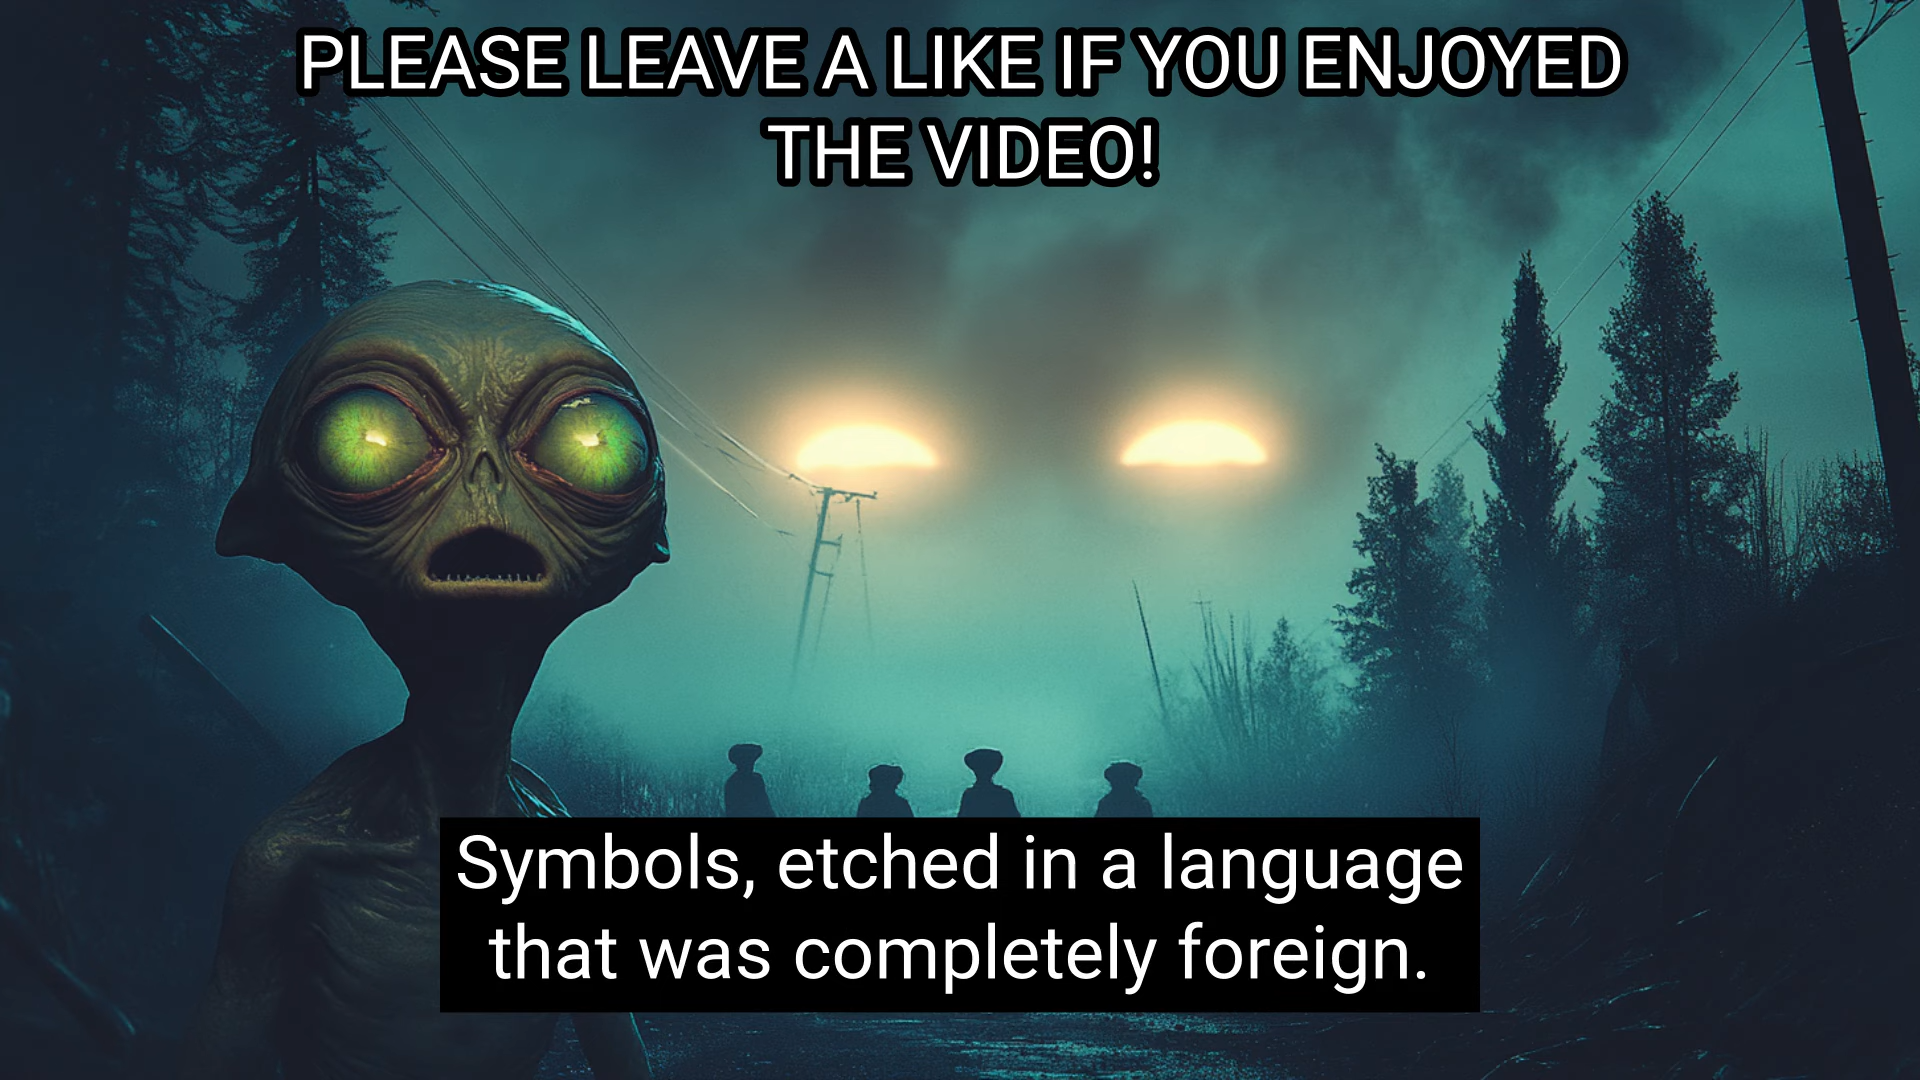 PLEASE LEAVE A LIKE IF YOU ENJOYED
THE VIDEO!
Symbols, etched in a language
that was completely foreign.